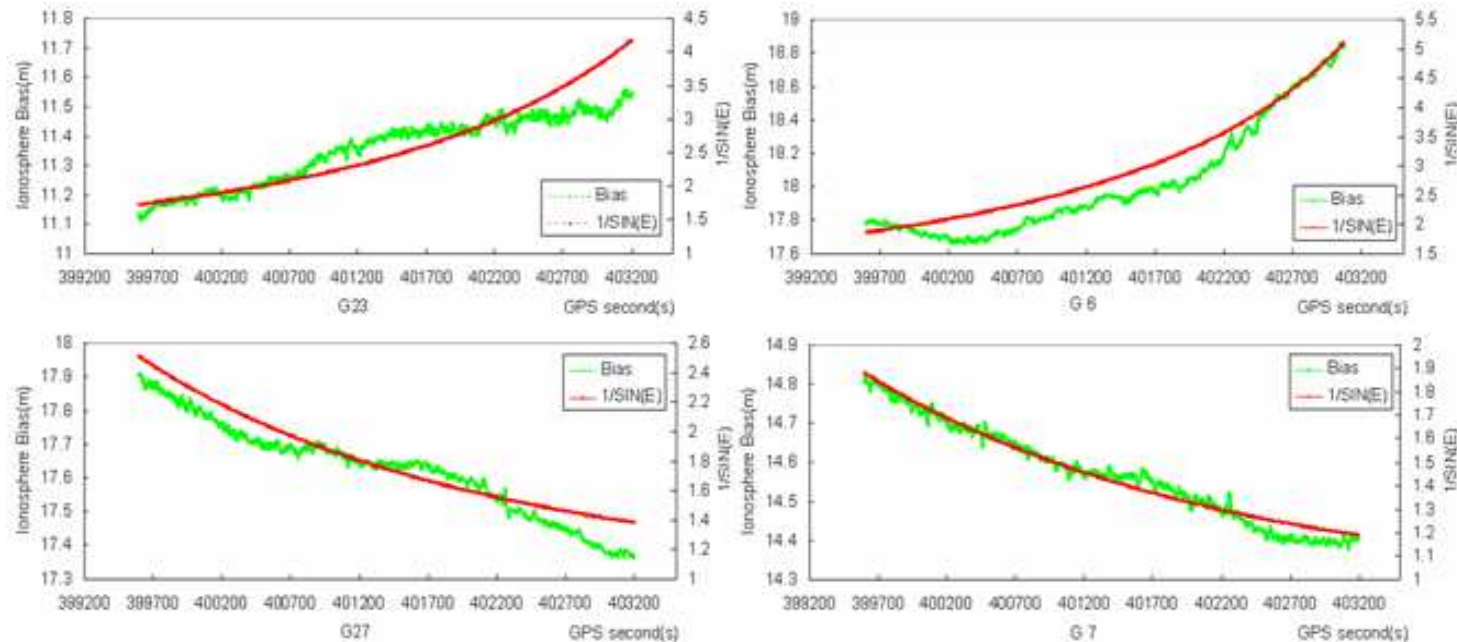 11.8
11.7
11.6
11.5
11.4
11.3
11.2
11.1
11
Ionosphere Bias(m)
4.5
4
3.5
3
2.5
2
1.5
1
1/SIN(E)
Bias
1/SIN(E)
399200 399700 400200 400700 401200 401700 402200 402700 403200
G23 GPS second(s)
19
18.8
18.6
18.4
18.2
18
17.8
17.6
Ionosphere Bias(m)
5.5
5
4.5
4
3.5
3
2.5
2
1.5
1/SIN(E)
Bias
1/SIN(E)
399200 399700 400200 400700 401200 401700 402200 402700 403200
G 6 GPS second(s)
18
17.9
17.8
17.7
17.6
17.5
17.4
17.3
Ionosphere Bias(m)
2.6
2.4
2.2
2
1.8
1.6
1.4
1.2
1
1/SIN(E)
Bias
1/SIN(E)
399200 399700 400200 400700 401200 401700 402200 402700 403200
G27 GPS second(s)
14.9
14.8
14.7
14.6
14.5
14.4
14.3
Ionosphere Bias(m)
2
1.9
1.8
1.7
1.6
1.5
1.4
1.3
1.2
1.1
1
1/SIN(E)
Bias
1/SIN(E)
399200 399700 400200 400700 401200 401700 402200 402700 403200
G 7 GPS second(s)